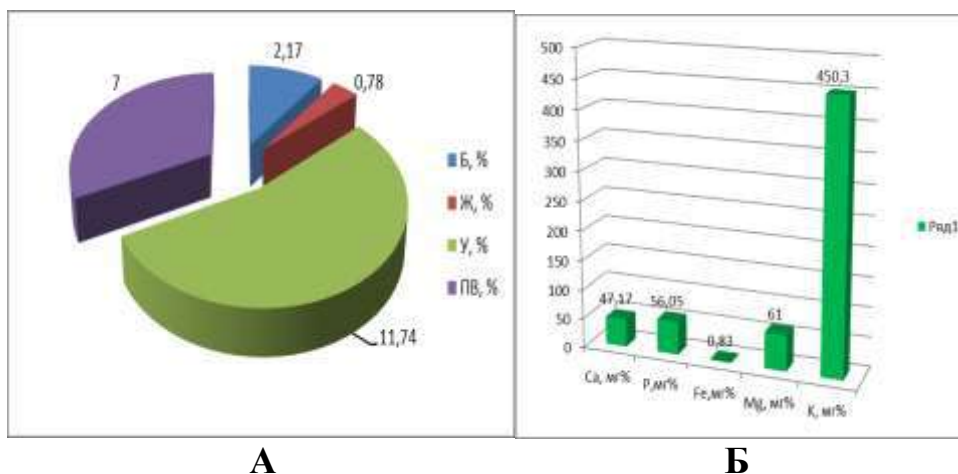 2,17
0,78
7
11,74
Б, %
Ж, %
У, %
ПВ, %
А
500
450
400
350
300
250
200
150
100
50
0
47,17
56,05
0,83
61
450,3
Са, мг%
Р,мг%
Fe,мг%
Mg, мг%
К, мг%
Ряд1
Б